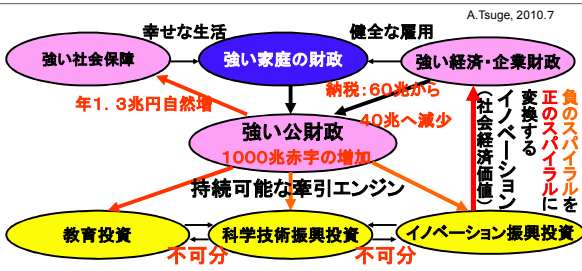 A.Tsuge, 2010.7
幸せな生活
健全な雇用
強い社会保障
強い家庭の財政
強い経済・企業財政
納税：60兆から
年1．3兆円自然増
40兆へ減少
強い公財政
1000兆赤字の増加
持続可能な牽引エンジン
負のスパイラルを
正のスパイラルに
変換する
イノベーション
（社会経済価値）
教育投資
科学技術振興投資
イノベーション振興投資
不可分
不可分